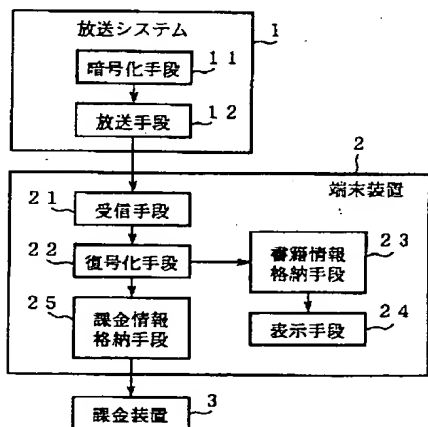 放送システム
1
暗号化手段
11
放送手段
12
2
端末装置
21
受信手段
22
復号化手段
書籍情報
格納手段
23
25
課金情報
格納手段
表示手段
24
課金装置
3